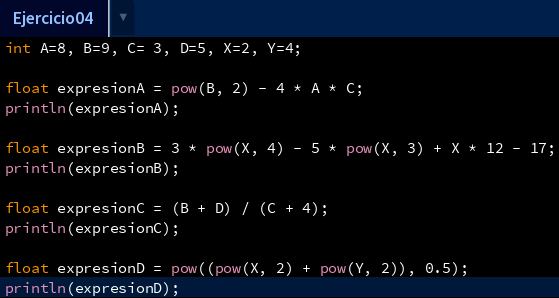 Ejercicio04
int A=8, B=9, C= 3, D=5, X=2, Y=4;
float expresionA = pow(B, 2) - 4 * A * C;
println(expresionA);
float expresionB = 3 * pow(X, 4) - 5 * pow(X, 3) + X * 12 - 17;
println(expresionB);
float expresionC = (B + D) / (C + 4);
println(expresionC);
float expresionD = pow((pow(X, 2) + pow(Y, 2)), 0.5);
println(expresionD);